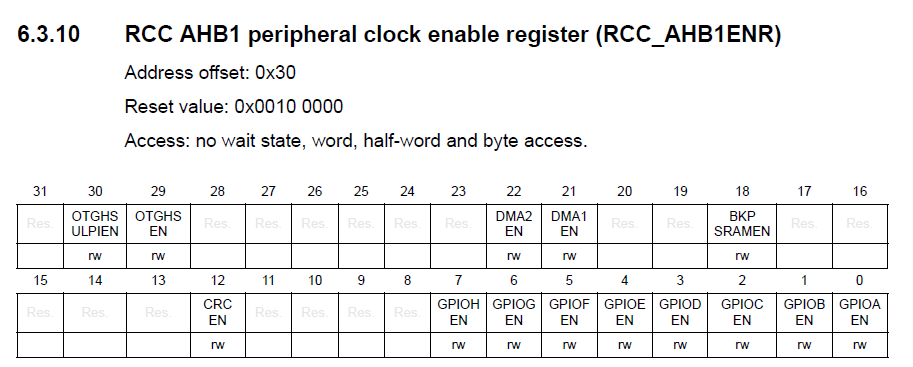 6.3.10 RCC AHB1 peripheral clock enable register (RCC_AHB1ENR)
Address offset: 0x30
Reset value: 0x0010 0000
Access: no wait state, word, half-word and byte access.
31 30 29 28 27 26 25 24 23 22 21 20 19 18 17 16
Res. OTGHS ULPIEN OTGHS EN Res. Res. Res. Res. Res. Res. DMA2 EN DMA1 EN Res. Res. BKP SRAMEN Res. Res.
rw rw rw rw rw
15 14 13 12 11 10 9 8 7 6 5 4 3 2 1 0
Res. Res. Res. CRC EN Res. Res. Res. Res. GPIOH EN GPIOG EN GPIOF EN GPIOE EN GPIOD EN GPIOC EN GPIOB EN GPIOA EN
rw rw rw rw rw rw rw rw rw